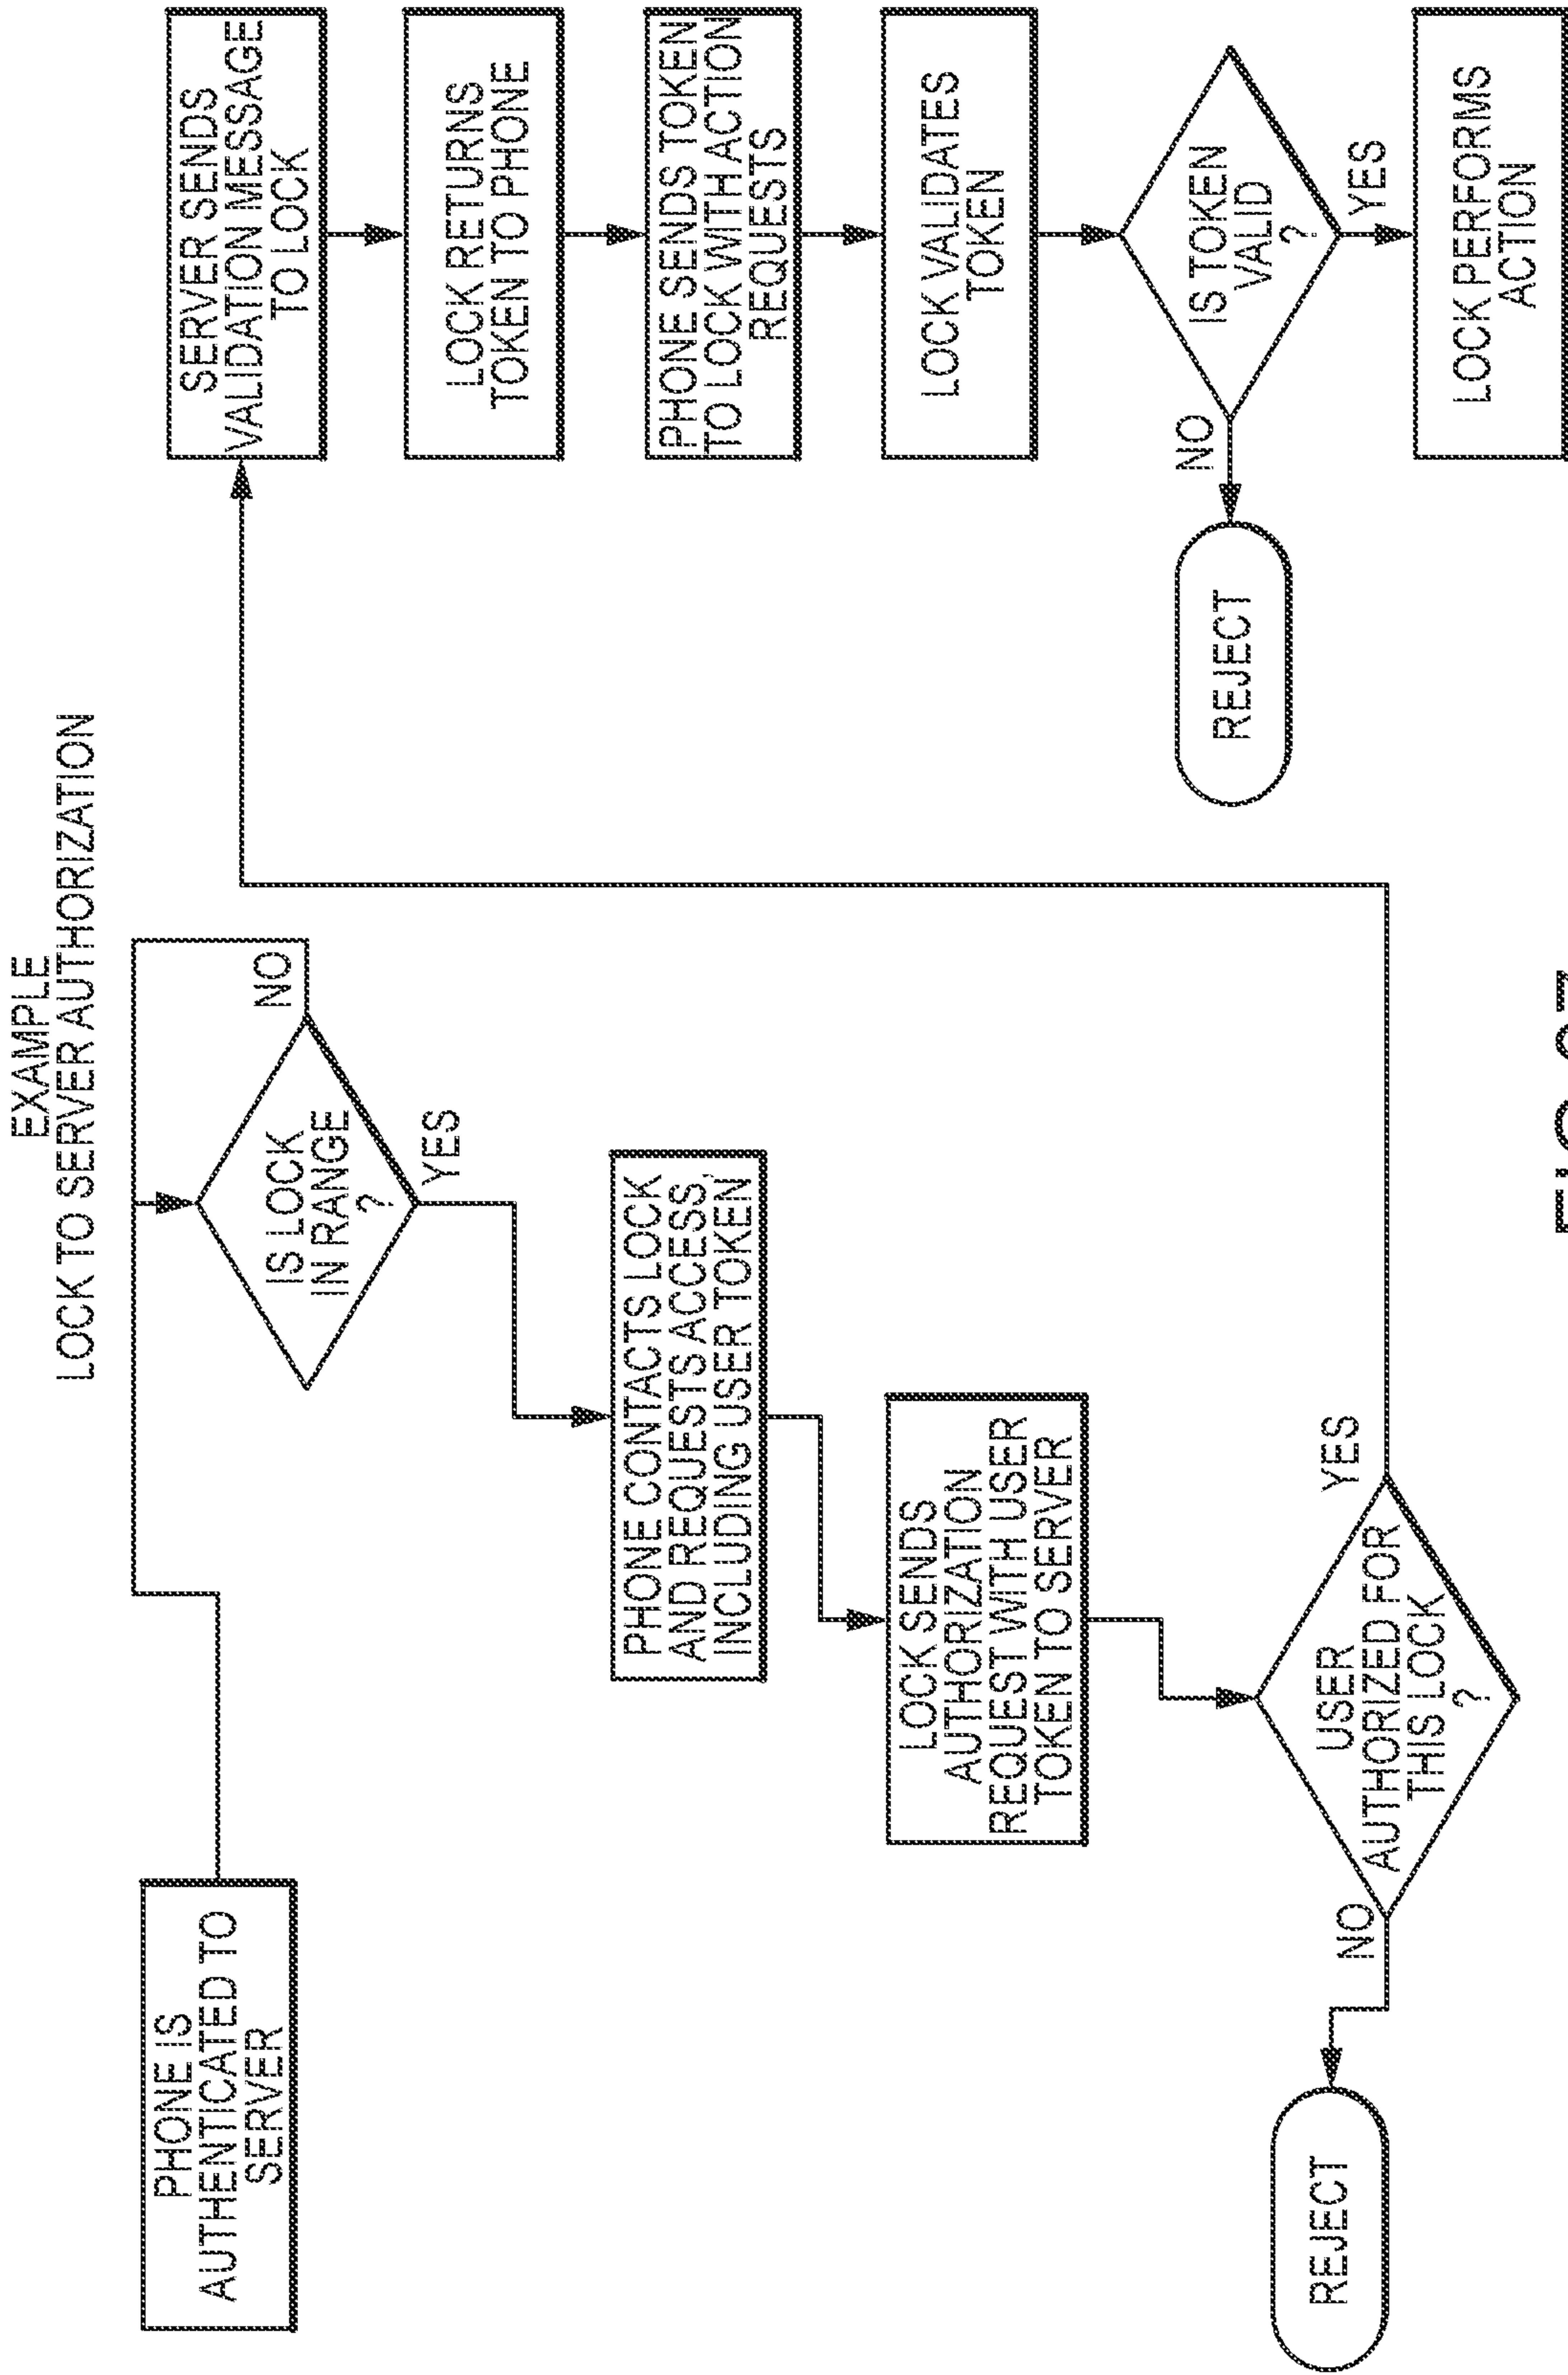 EXAMPLE
LOCK TO SERVER AUTHORIZATION
PHONE IS
AUTHENTICATED TO
SERVER
IS LOCK
IN RANGE
?
NO
YES
PHONE CONTACTS LOCK
AND REQUESTS ACCESS,
INCLUDING USER TOKEN
LOCK SENDS
AUTHORIZATION
REQUEST WITH USER
TOKEN TO SERVER
USER
AUTHORIZED FOR
THIS LOCK
?
NO
YES
REJECT
SERVER SENDS
VALIDATION MESSAGE
TO LOCK
LOCK RETURNS
TOKEN TO PHONE
PHONE SENDS TOKEN
TO LOCK WITH ACTION
REQUESTS
LOCK VALIDATES
TOKEN
IS TOKEN
VALID
?
NO
YES
REJECT
LOCK PERFORMS
ACTION